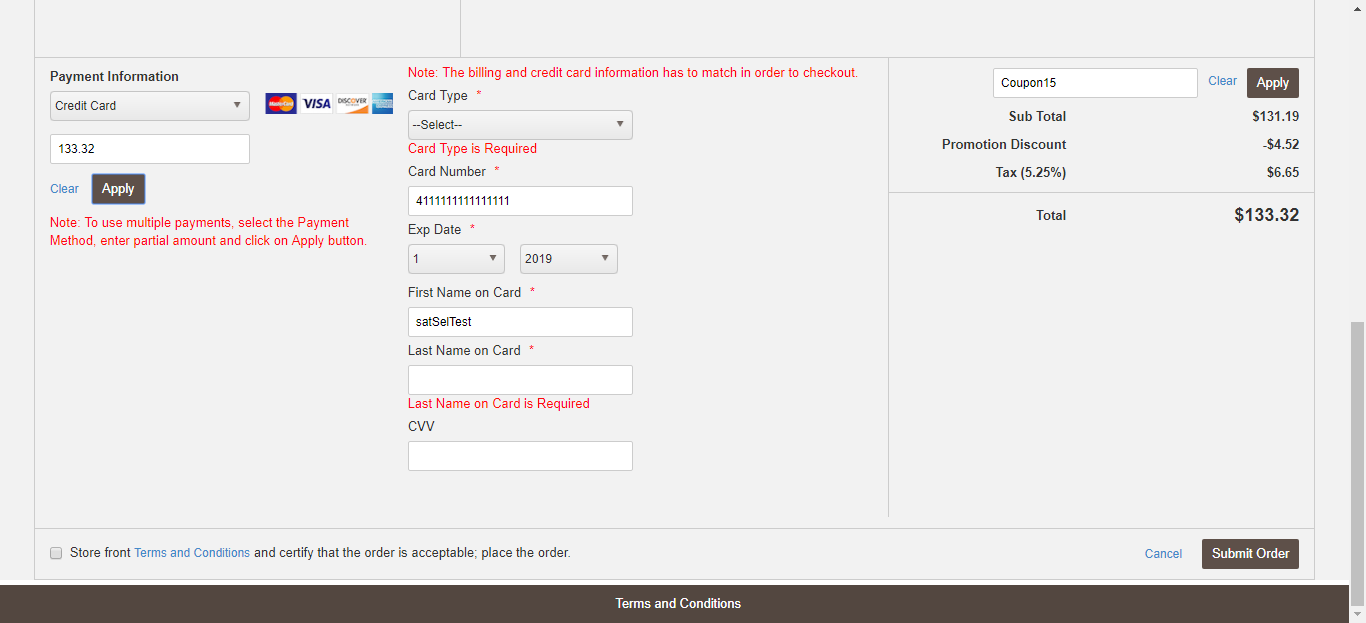 Payment Information
Credit Card
MasterCard VISA DISCOVER
133.32
Clear Apply
Note: To use multiple payments, select the Payment
Method, enter partial amount and click on Apply button.
Note: The billing and credit card information has to match in order to checkout.
Card Type *
--Select--
Card Type is Required
Card Number *
4111111111111111
Exp Date *
1 2019
First Name on Card *
satSelTest
Last Name on Card *
Last Name on Card is Required
CVV
Coupon15 Clear Apply
Sub Total $131.19
Promotion Discount -$4.52
Tax (5.25%) $6.65
Total $133.32
Store front Terms and Conditions and certify that the order is acceptable; place the order.
Cancel Submit Order
Terms and Conditions